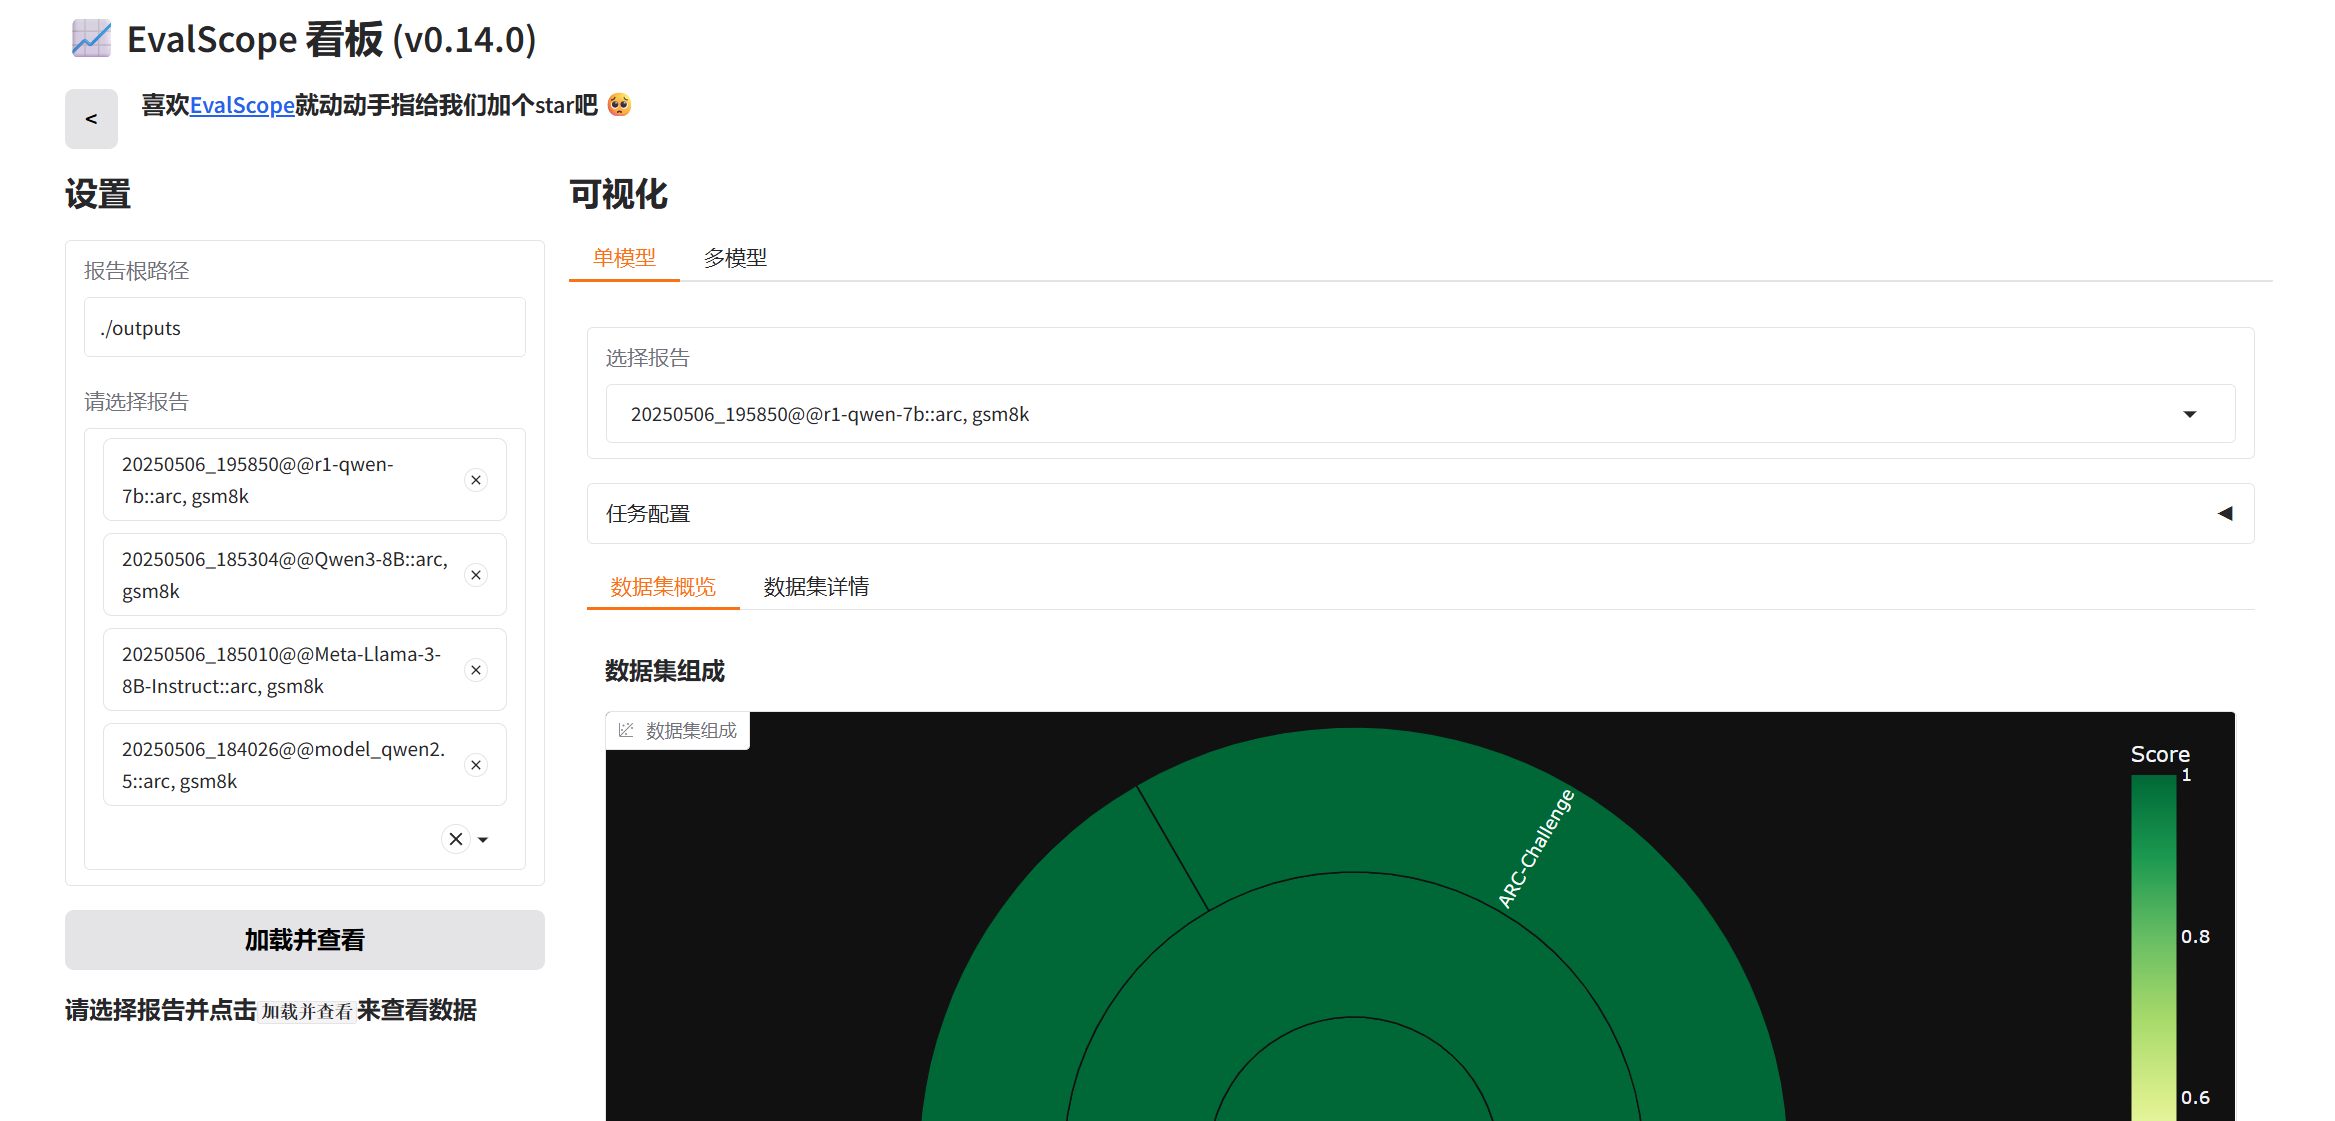 EvalScope 看板 (v0.14.0)
<
喜欢EvalScope就动动手指给我们加个star吧 🥺
设置
报告根路径
./outputs
请选择报告
20250506_195850@@r1-qwen-
7b::arc, gsm8k
20250506_185304@@Qwen3-8B::arc,
gsm8k
20250506_185010@@Meta-Llama-3-
8B-Instruct::arc, gsm8k
20250506_184026@@model_qwen2.
5::arc, gsm8k
加载并查看
请选择报告并点击加载并查看来查看数据
可视化
单模型
多模型
选择报告
20250506_195850@@r1-qwen-7b::arc, gsm8k
任务配置
数据集概览
数据集详情
数据集组成
数据集组成
ARC-Challenge
Score
1
0.8
0.6